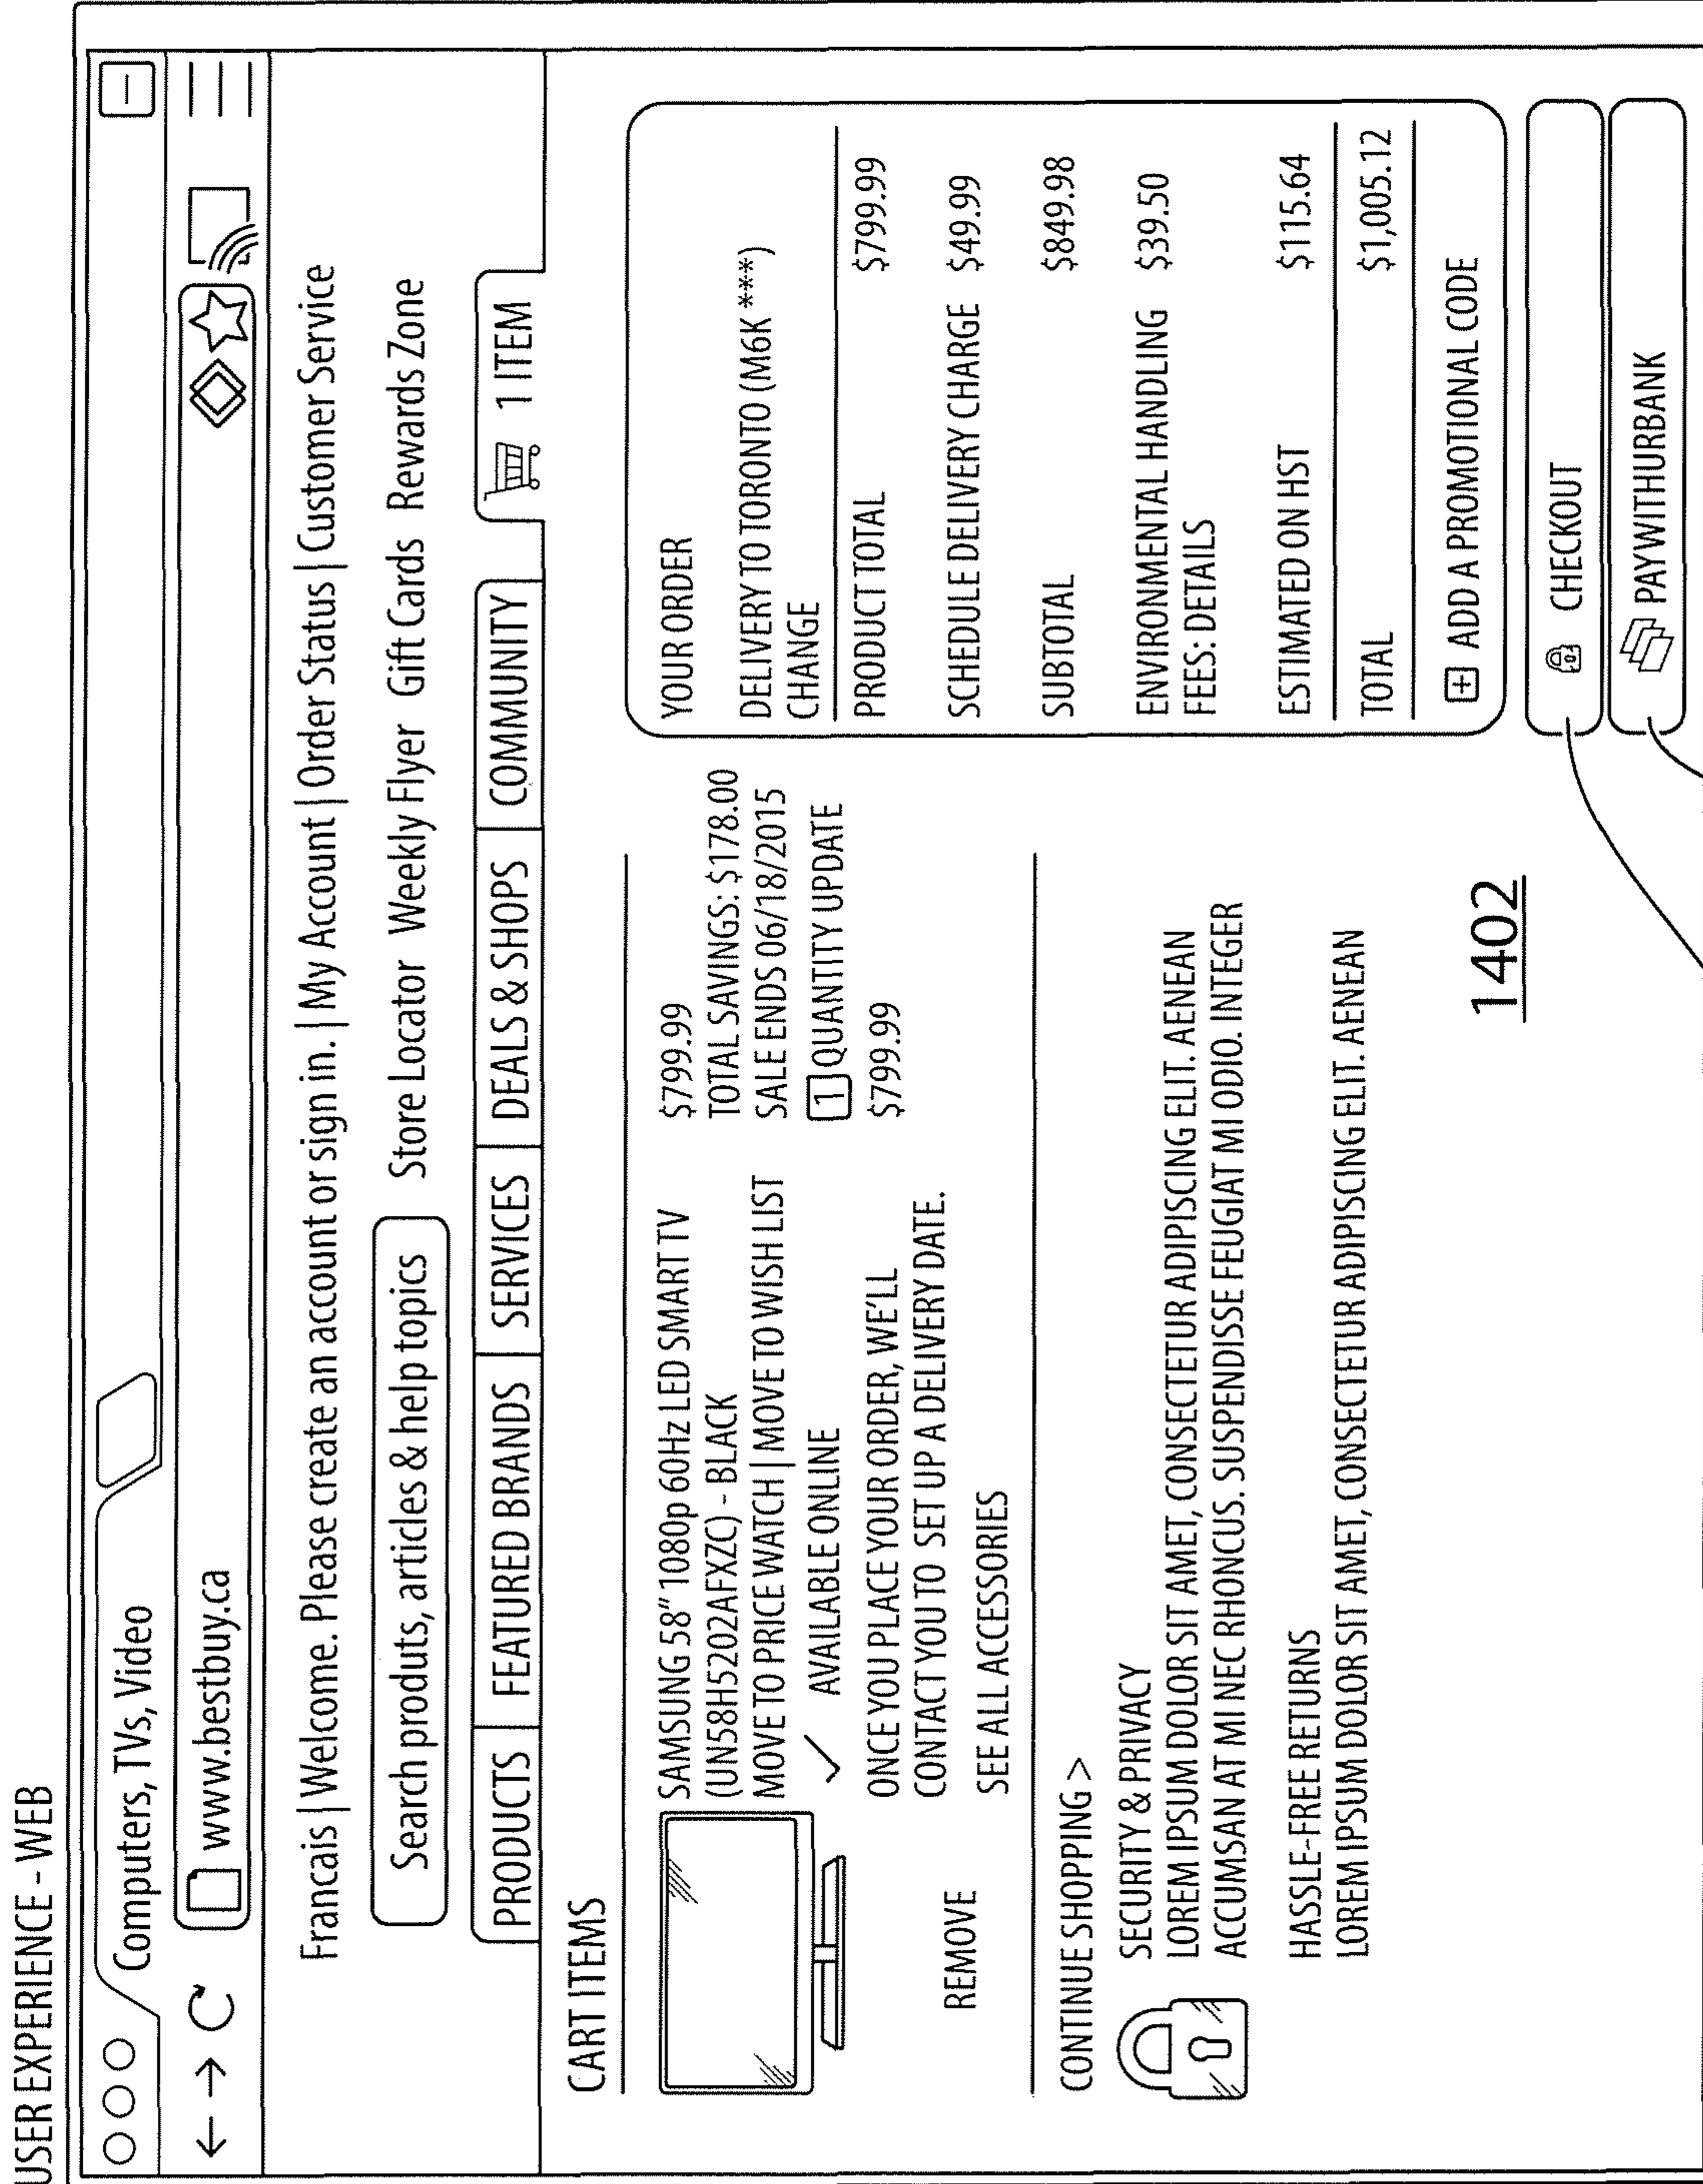 USER EXPERIENCE - WEB
Computers, TVs, Video
www.bestbuy.ca
Francais | Welcome. Please create an account or sign in. | My Account | Order Status | Customer Service
Search produts, articles & help topics Store Locator Weekly Flyer Gift Cards Rewards Zone
PRODUCTS FEATURED BRANDS SERVICES DEALS & SHOPS COMMUNITY 1 ITEM
CART ITEMS
SAMSUNG 58" 1080p 60Hz LED SMART TV
(UN58H5202AFXZC) - BLACK
MOVE TO PRICE WATCH | MOVE TO WISH LIST
AVAILABLE ONLINE
ONCE YOU PLACE YOUR ORDER, WE'LL
CONTACT YOU TO SET UP A DELIVERY DATE.
REMOVE
SEE ALL ACCESSORIES
$799.99
TOTAL SAVINGS: $178.00
SALE ENDS 06/18/2015
1 QUANTITY UPDATE
$799.99
CONTINUE SHOPPING >
SECURITY & PRIVACY
LOREM IPSUM DOLOR SIT AMET, CONSECTETUR ADIPISCING ELIT. AENEAN
ACCUMSAN AT MI NEC RHONCUS. SUSPENDISSE FEUGIAT MI ODIO. INTEGER
HASSLE-FREE RETURNS
LOREM IPSUM DOLOR SIT AMET, CONSECTETUR ADIPISCING ELIT. AENEAN
YOUR ORDER
DELIVERY TO TORONTO (M6K ***)
CHANGE
PRODUCT TOTAL $799.99
SCHEDULE DELIVERY CHARGE $49.99
SUBTOTAL $849.98
ENVIRONMENTAL HANDLING $39.50
FEES: DETAILS
ESTIMATED ON HST $115.64
TOTAL $1,005.12
ADD A PROMOTIONAL CODE
CHECKOUT
PAYWITHURBANK
1402